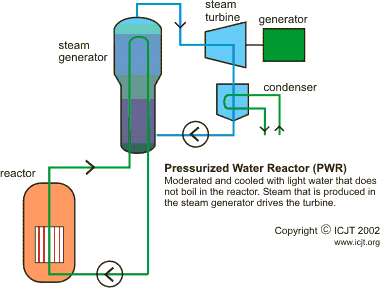 steam
turbine
generator
steam
generator
condenser
reactor
Pressurized Water Reactor (PWR)
Moderated and cooled with light water that does
not boil in the reactor. Steam that is produced in
the steam generator drives the turbine.
Copyright © ICJT 2002
www.icjt.org